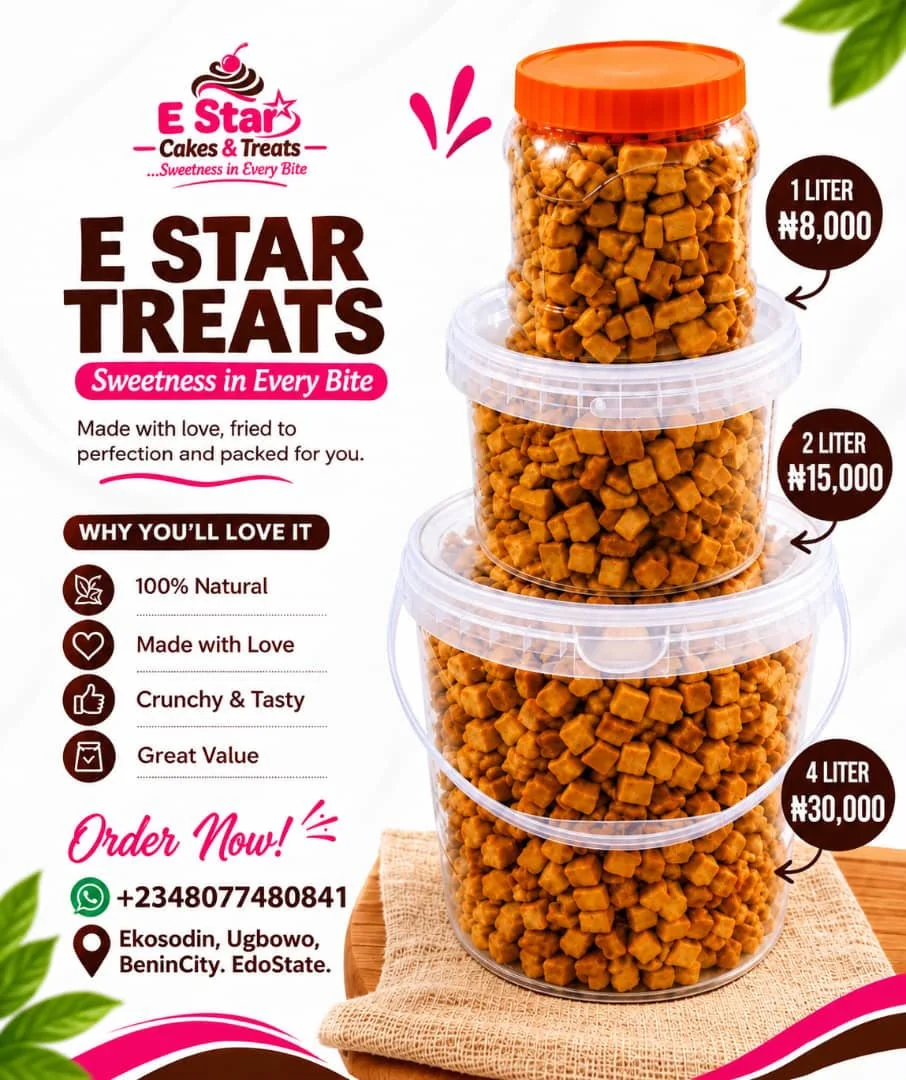 E Star
Cakes & Treats
...Sweetness in Every Bite
E STAR
TREATS
Sweetness in Every Bite
Made with love, fried to
perfection and packed for you.
WHY YOU'LL LOVE IT
100% Natural
Made with Love
Crunchy & Tasty
Great Value
Order Now!
+2348077480841
Ekosodin, Ugbowo,
BeninCity. EdoState.
1 LITER
₦8,000
2 LITER
₦15,000
4 LITER
₦30,000